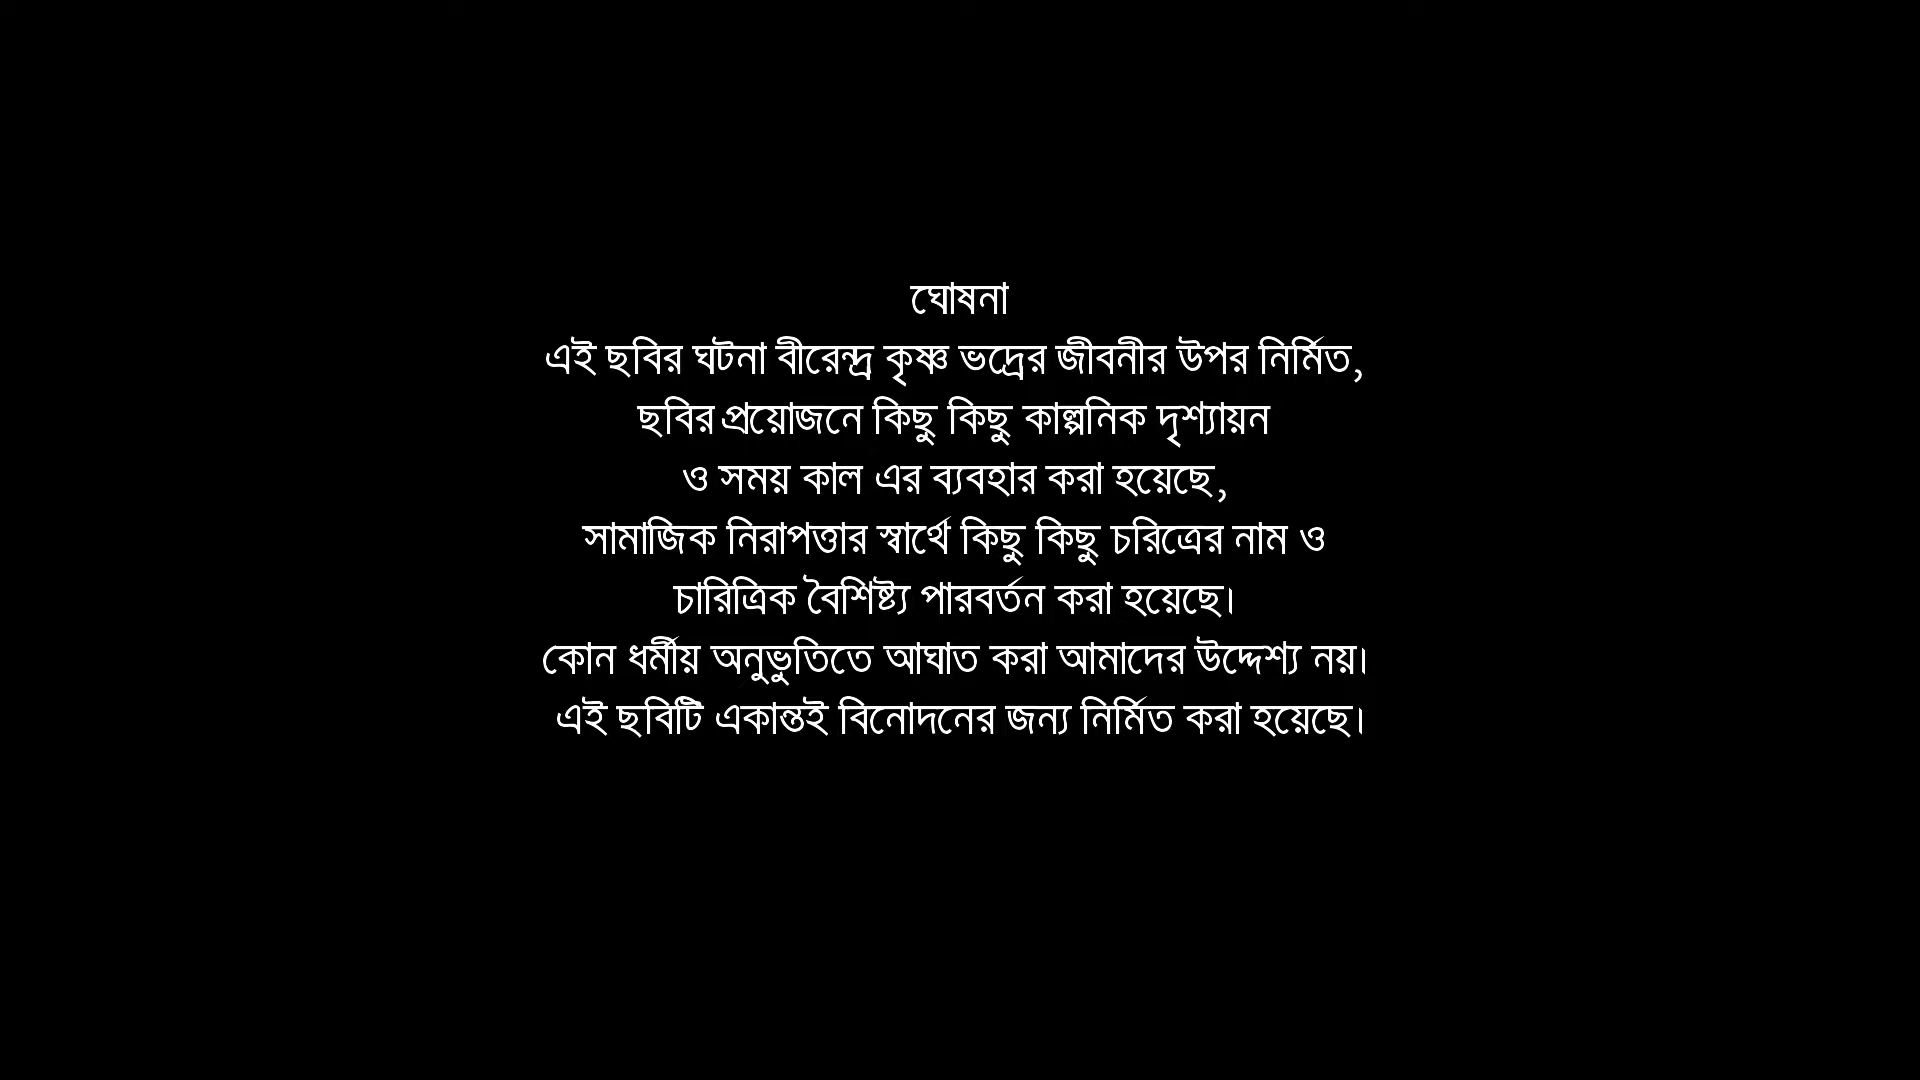 ঘোষনা
এই ছবির ঘটনা বীরেন্দ্র কৃষ্ণ ভদ্রের জীবনীর উপর নির্মিত,
ছবির প্রয়োজনে কিছু কিছু কাল্পনিক দৃশ্যায়ন
ও সময় কাল এর ব্যবহার করা হয়েছে,
সামাজিক নিরাপত্তার স্বার্থে কিছু কিছু চরিত্রের নাম ও
চারিত্রিক বৈশিষ্ট্য পারবর্তন করা হয়েছে।
কোন ধর্মীয় অনুভুতিতে আঘাত করা আমাদের উদ্দেশ্য নয়।
এই ছবিটি একান্তই বিনোদনের জন্য নির্মিত করা হয়েছে।